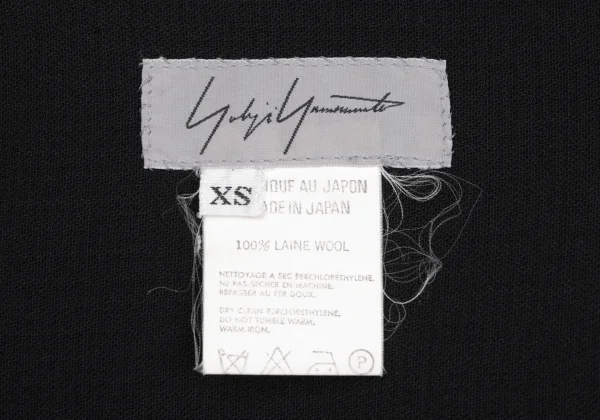 Yohji Yamamoto
XS
IQUE AU JAPON
ADE IN JAPAN
100% LAINE WOOL
NETTOYAGE A SEC PERCHLORETHYLENE.
NE PAS SECHER EN MACHINE.
REPASSER AU FER DOUX.
DRY CLEAN PERCLORETHYLENE.
DO NOT TUMBLE WARM.
WARM IRON.
P